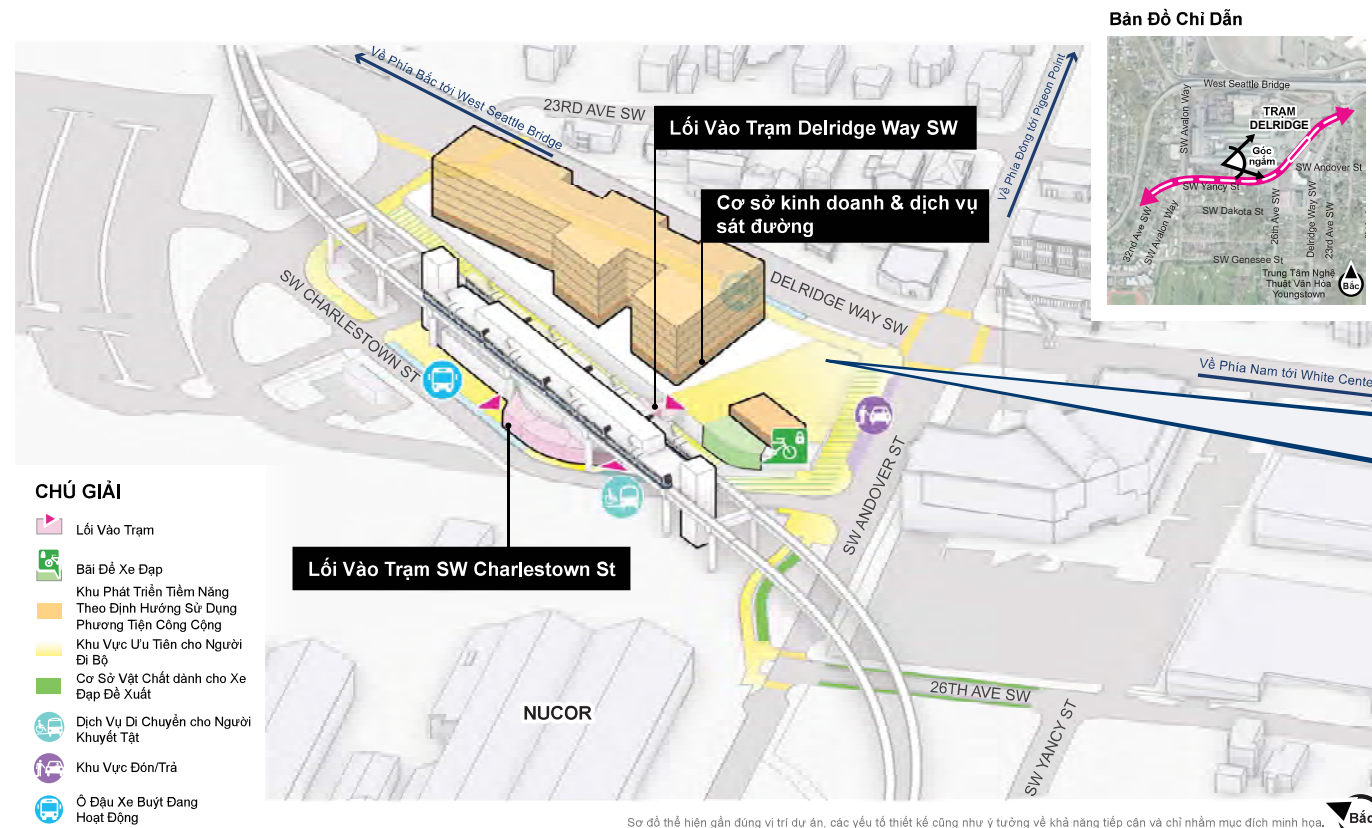 Bản Đồ Chỉ Dẫn
West Seattle Bridge
SW Avalon Way
TRẠM
DELRIDGE
Góc
ngắm
SW Andover St
SW Yancy St
SW Dakota St
26th Ave SW
Delridge Way SW
23rd Ave SW
32nd Ave SW
SW Avalon Way
SW Genesee St
Trung Tâm Nghệ
Thuật Văn Hóa
Youngstown
Bắc
Về Phía Bắc tới West Seattle Bridge
23RD AVE SW
Về Phía Đông tới Pigeon Point
Lối Vào Trạm Delridge Way SW
Cơ sở kinh doanh & dịch vụ
sát đường
DELRIDGE WAY SW
SW CHARLESTOWN ST
Về Phía Nam tới White Cente
SW ANDOVER ST
Lối Vào Trạm SW Charlestown St
NUCOR
26TH AVE SW
SW YANCY ST
CHÚ GIẢI
Lối Vào Trạm
Bãi Để Xe Đạp
Khu Phát Triển Tiềm Năng
Theo Định Hướng Sử Dụng
Phương Tiện Công Cộng
Khu Vực Ưu Tiên cho Người
Đi Bộ
Cơ Sở Vật Chất dành cho Xe
Đạp Đề Xuất
Dịch Vụ Di Chuyển cho Người
Khuyết Tật
Khu Vực Đón/Trả
Ô Đậu Xe Buýt Đang
Hoạt Động
Sơ đồ thể hiện gần đúng vị trí dự án, các yếu tố thiết kế cũng như ý tưởng về khả năng tiếp cận và chỉ nhằm mục đích minh họa.
Bắc